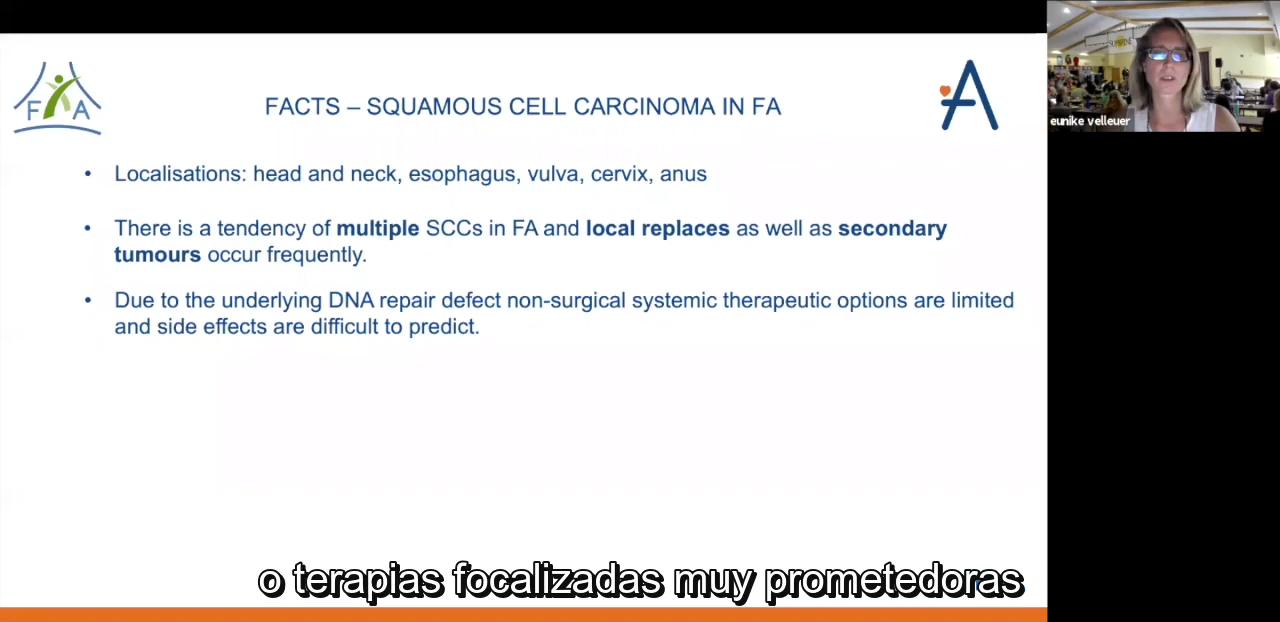 F A
FACTS – SQUAMOUS CELL CARCINOMA IN FA
eunike velleuer
• Localisations: head and neck, esophagus, vulva, cervix, anus
• There is a tendency of multiple SCCs in FA and local replaces as well as secondary
tumours occur frequently.
• Due to the underlying DNA repair defect non-surgical systemic therapeutic options are limited
and side effects are difficult to predict.
o terapias focalizadas muy prometedoras